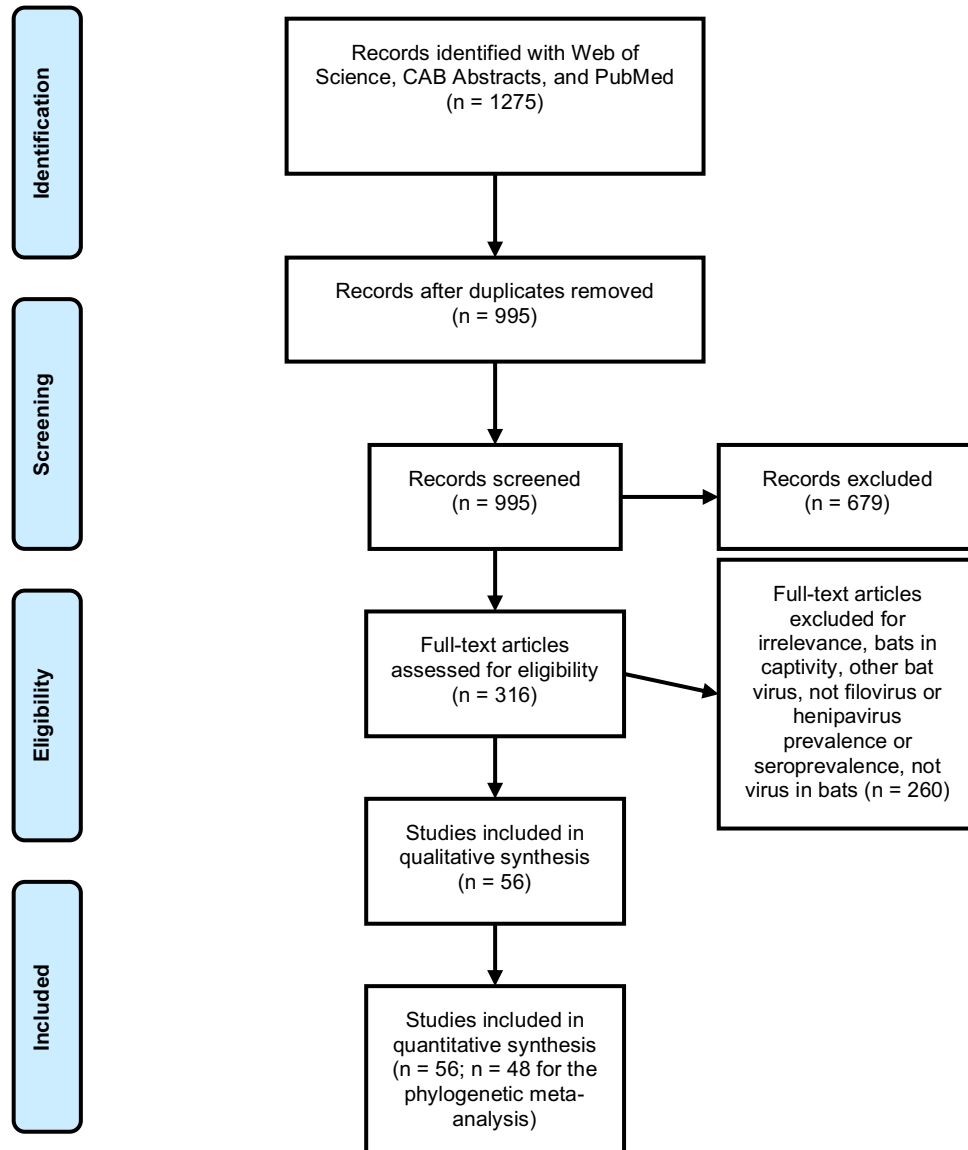 Identification
Records identified with Web of
Science, CAB Abstracts, and PubMed
(n = 1275)
Records after duplicates removed
(n = 995)
Screening
Records screened
(n = 995)
Records excluded
(n = 679)
Eligibility
Full-text articles
assessed for eligibility
(n = 316)
Full-text articles
excluded for
irrelevance, bats in
captivity, other bat
virus, not filovirus or
henipavirus
prevalence or
seroprevalence, not
virus in bats (n = 260)
Studies included in
qualitative synthesis
(n = 56)
Included
Studies included in
quantitative synthesis
(n = 56; n = 48 for the
phylogenetic meta-
analysis)